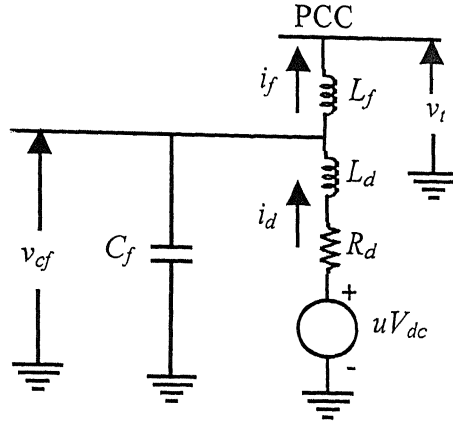 PCC
i_f
L_f
v_t
L_d
i_d
v_cf
C_f
R_d
+
uV_dc
-